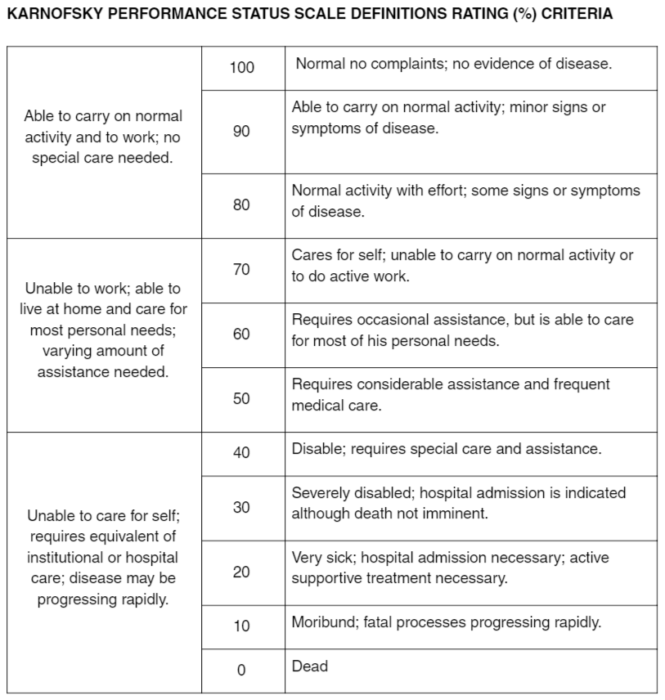 KARNOFSKY PERFORMANCE STATUS SCALE DEFINITIONS RATING (%) CRITERIA
Able to carry on normal
activity and to work; no
special care needed.
100
Normal no complaints; no evidence of disease.
90
Able to carry on normal activity; minor signs or
symptoms of disease.
80
Normal activity with effort; some signs or symptoms
of disease.
Unable to work; able to
live at home and care for
most personal needs;
varying amount of
assistance needed.
70
Cares for self; unable to carry on normal activity or
to do active work.
60
Requires occasional assistance, but is able to care
for most of his personal needs.
50
Requires considerable assistance and frequent
medical care.
Unable to care for self;
requires equivalent of
institutional or hospital
care; disease may be
progressing rapidly.
40
Disable; requires special care and assistance.
30
Severely disabled; hospital admission is indicated
although death not imminent.
20
Very sick; hospital admission necessary; active
supportive treatment necessary.
10
Moribund; fatal processes progressing rapidly.
0
Dead